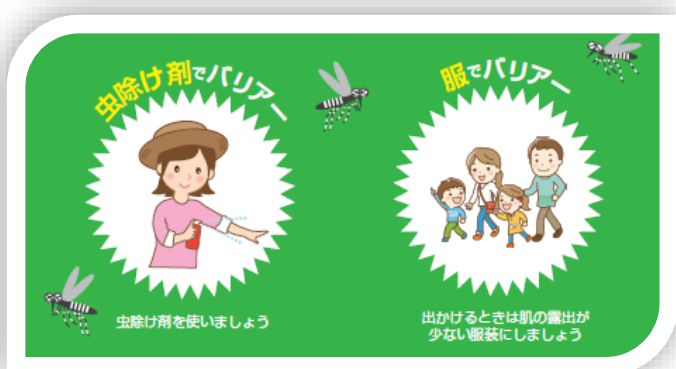 虫除け剤でバリアー
服でバリアー
虫除け剤を使いましょう
出かけるときは肌の露出が
少ない服装にしましょう